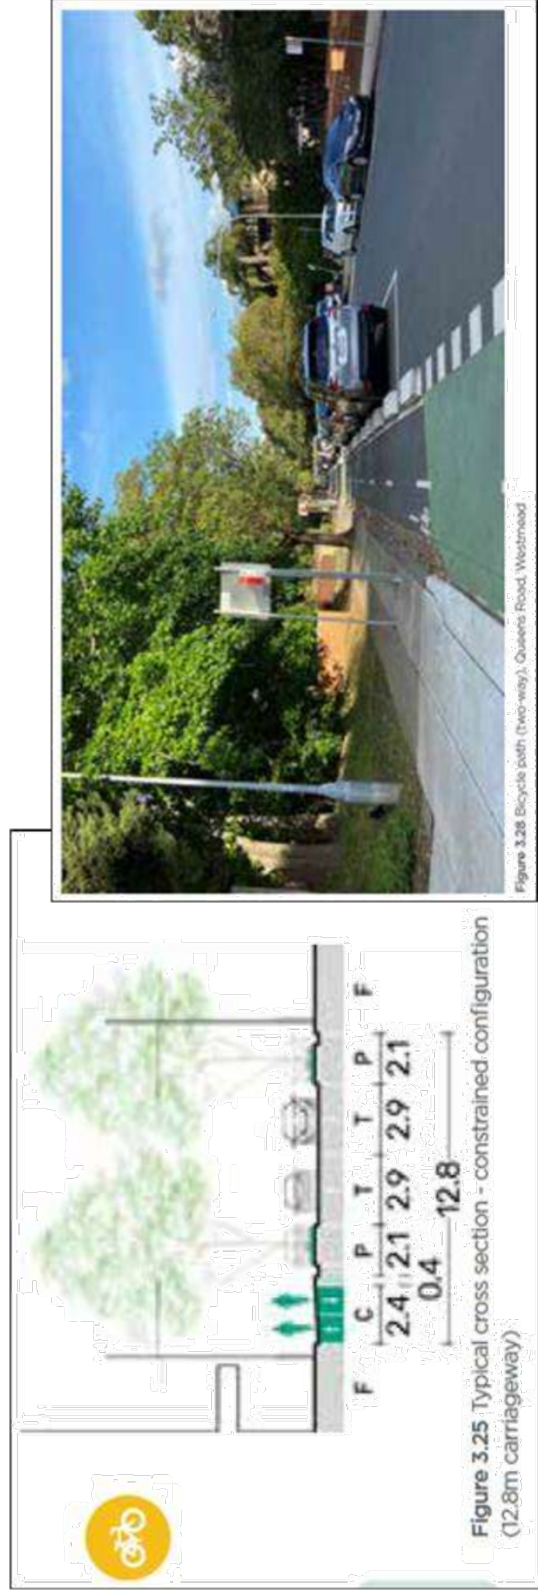 F C P T T P F
2.4 2.1 2.9 2.9 2.1
0.4
12.8
Figure 3.25 Typical cross section - constrained configuration
(12.8m carriageway)
Figure 3.28 Bicycle path (two-way), Queens Road, Westmead